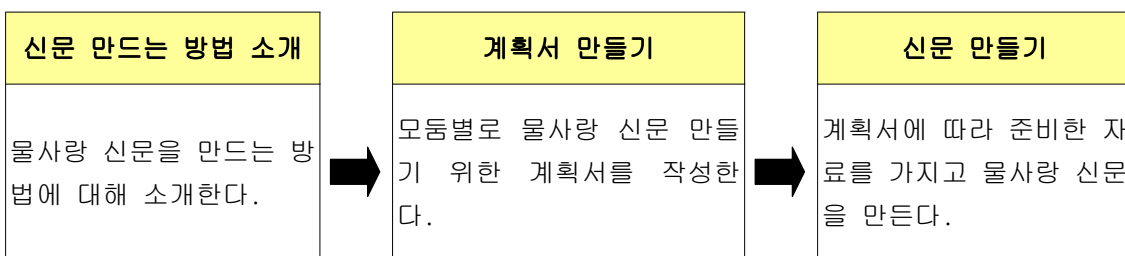 신문 만드는 방법 소개
물사랑 신문을 만드는 방
법에 대해 소개한다.
계획서 만들기
모둠별로 물사랑 신문 만들
기 위한 계획서를 작성한
다.
신문 만들기
계획서에 따라 준비한 자
료를 가지고 물사랑 신문
을 만든다.